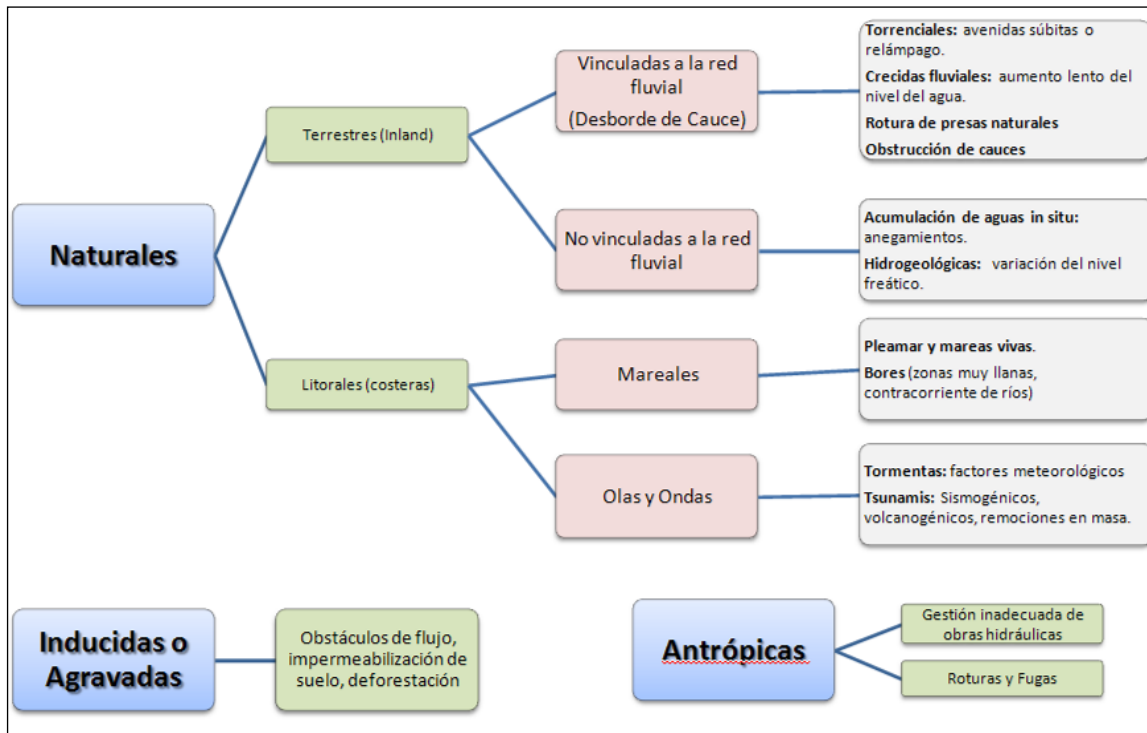 Naturales
Terrestres (Inland)
Vinculadas a la red
fluvial
(Desborde de Cauce)
Torrenciales: avenidas súbitas o
relámpago.
Crecidas fluviales: aumento lento del
nivel del agua.
Rotura de presas naturales
Obstrucción de cauces
No vinculadas a la red
fluvial
Acumulación de aguas in situ:
anegamientos.
Hidrogeológicas: variación del nivel
freático.
Litorales (costeras)
Mareales
Pleamar y mareas vivas.
Bores (zonas muy llanas,
contracorriente de ríos)
Olas y Ondas
Tormentas: factores meteorológicos
Tsunamis: Sismogénicos,
volcanogénicos, remociones en masa.
Inducidas o
Agravadas
Obstáculos de flujo,
impermeabilización de
suelo, deforestación
Antrópicas
Gestión inadecuada de
obras hidráulicas
Roturas y Fugas